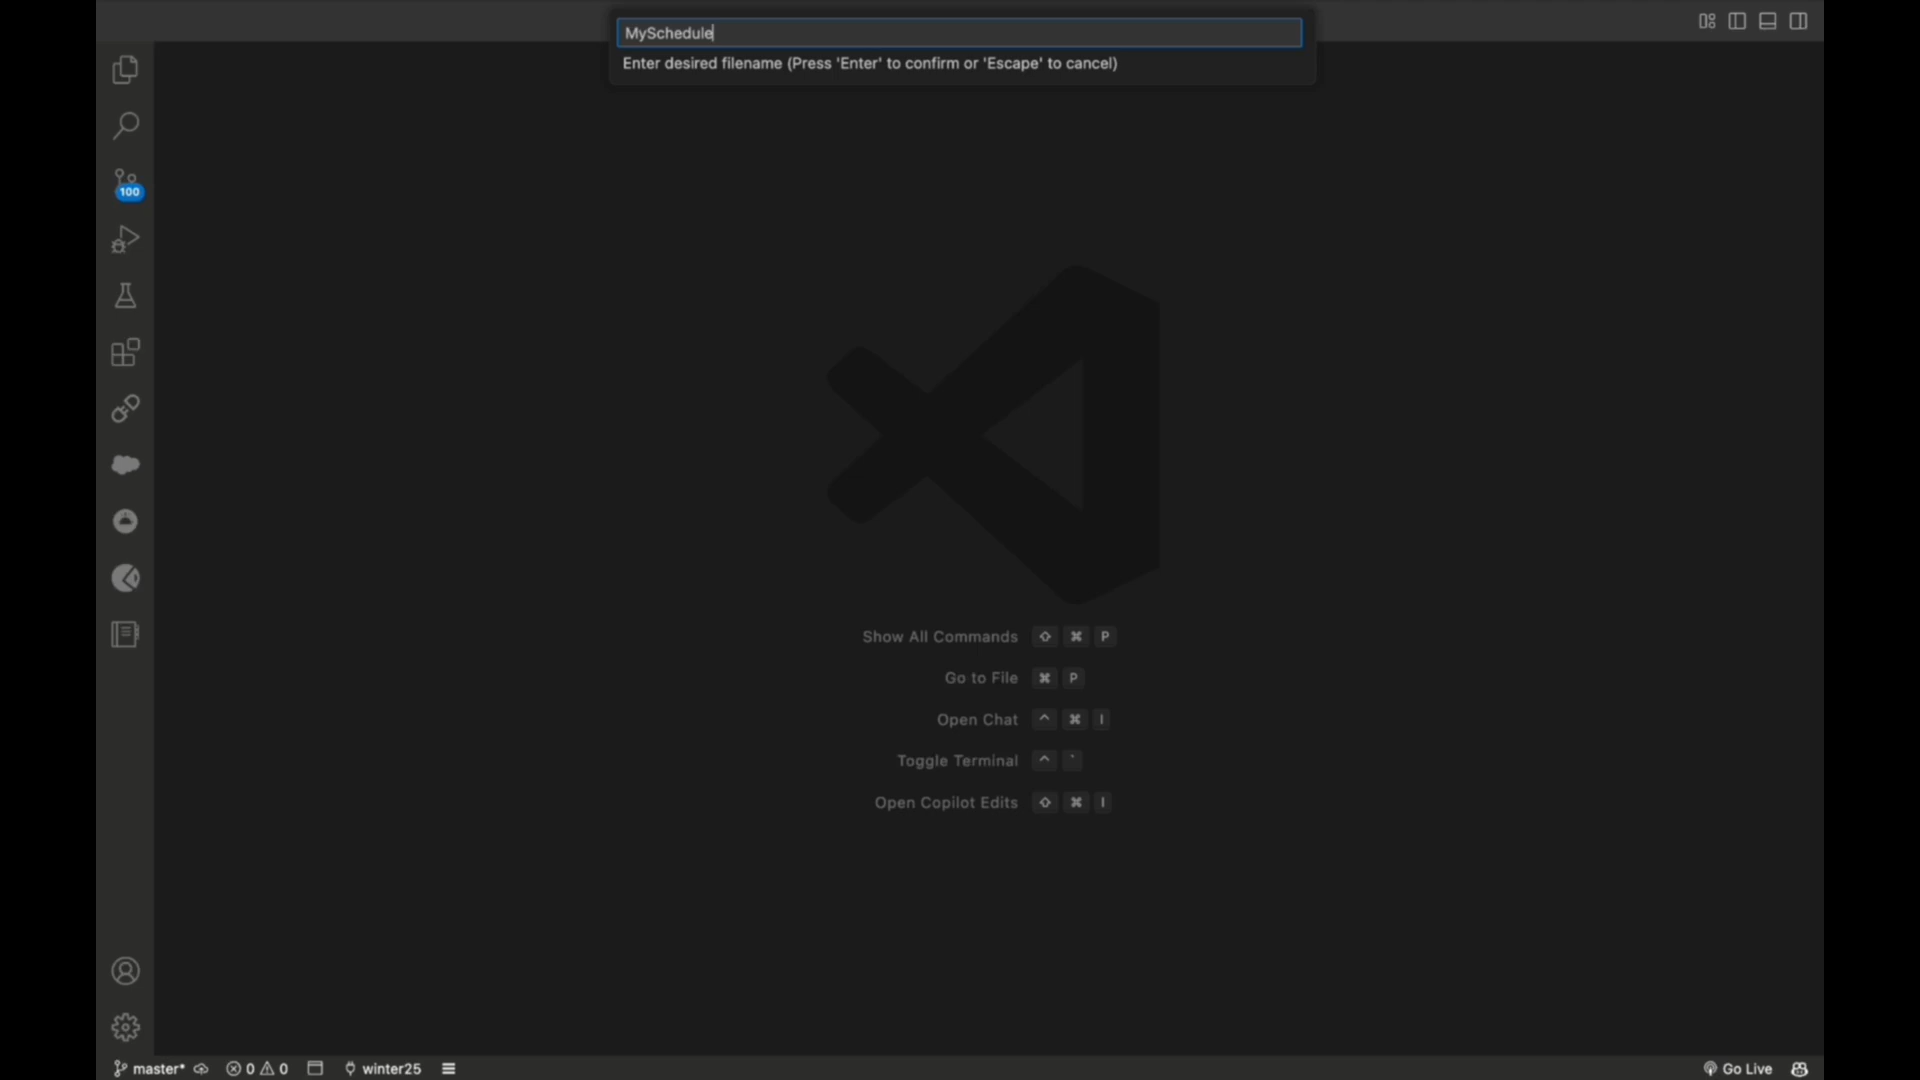 MySchedule
Enter desired filename (Press 'Enter' to confirm or 'Escape' to cancel)
100
Show All Commands ⇧ ⌘ P
Go to File ⌘ P
Open Chat ^ ⌘ I
Toggle Terminal ^ `
Open Copilot Edits ⇧ ⌘ I
master* 0 0 winter25 Go Live